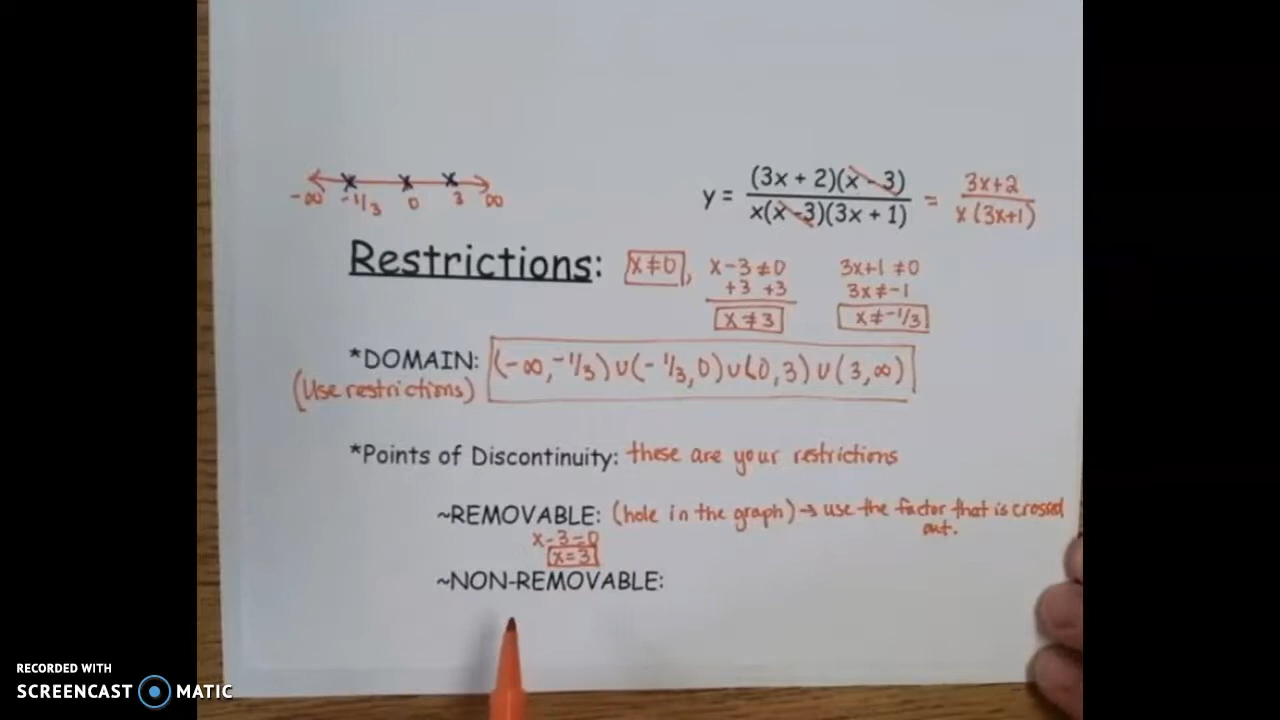 -∞ -1/3 0 3 ∞
y = (3x + 2)(x - 3) / x(x - 3)(3x + 1) = 3x+2 / x(3x+1)
Restrictions: x≠0, x-3≠0 3x+1≠0
+3 +3 3x≠-1
x≠3 x≠-1/3
*DOMAIN: (-∞,-1/3)∪(-1/3,0)∪(0,3)∪(3,∞)
(Use restrictions)
*Points of Discontinuity: these are your restrictions
~REMOVABLE: (hole in the graph)→ use the factor that is crossed
out.
x-3=0
x=3
~NON-REMOVABLE:
RECORDED WITH
SCREENCAST MATIC